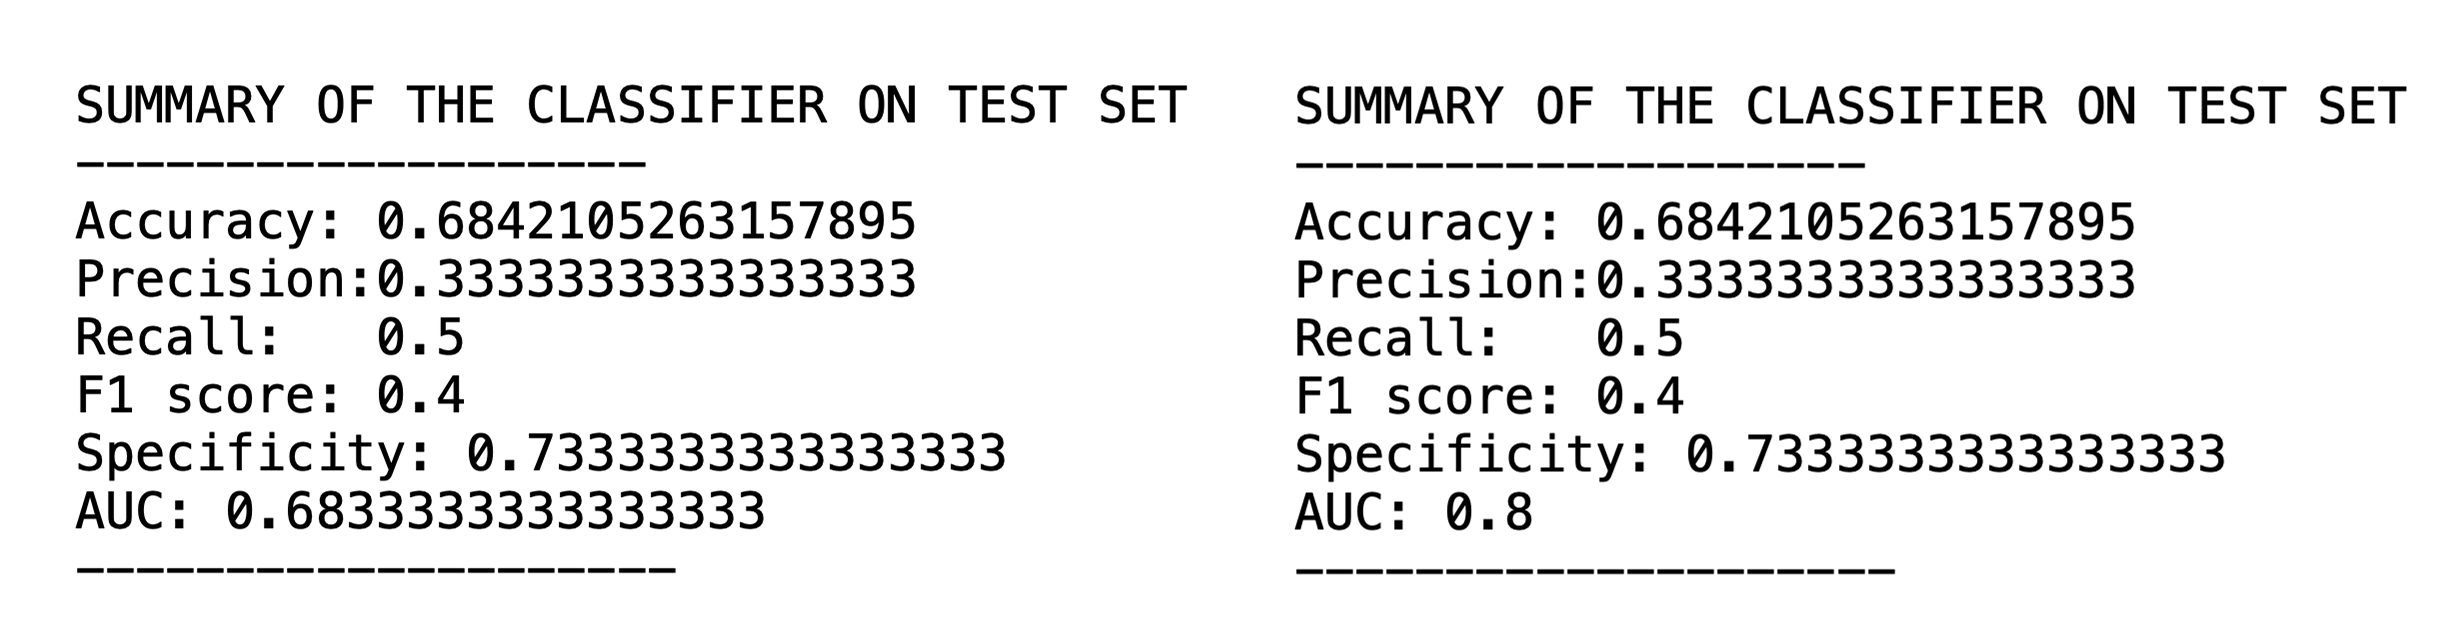 SUMMARY OF THE CLASSIFIER ON TEST SET
-------------------
Accuracy: 0.6842105263157895
Precision:0.3333333333333333
Recall:   0.5
F1 score: 0.4
Specificity: 0.7333333333333333
AUC: 0.6833333333333333
--------------------
SUMMARY OF THE CLASSIFIER ON TEST SET
-------------------
Accuracy: 0.6842105263157895
Precision:0.3333333333333333
Recall:   0.5
F1 score: 0.4
Specificity: 0.7333333333333333
AUC: 0.8
--------------------